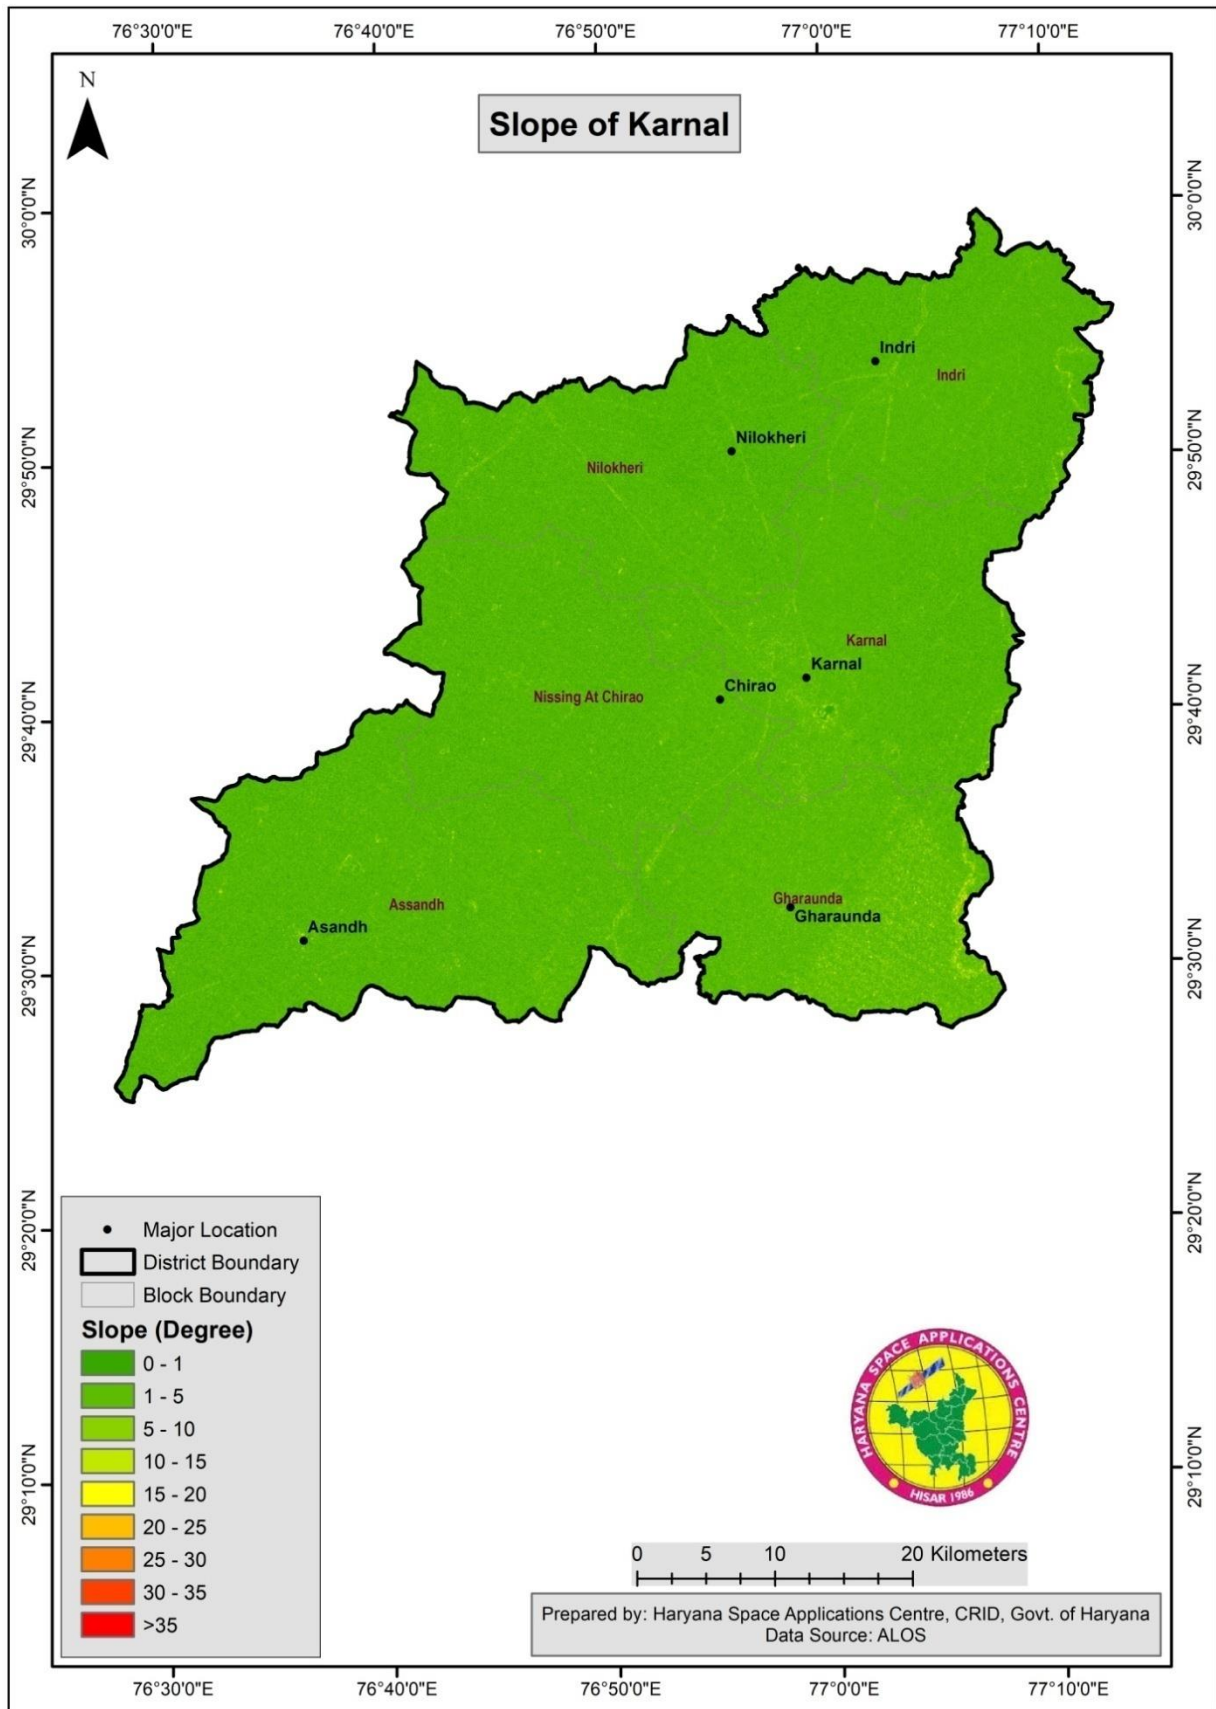 76°30'0"E 76°40'0"E 76°50'0"E 77°0'0"E 77°10'0"E
N
Slope of Karnal
30°0'0"N 30°0'0"N
Indri
Indri
Nilokheri
Nilokheri
29°50'0"N 29°50'0"N
Karnal
Karnal
Chirao
Nissing At Chirao
29°40'0"N 29°40'0"N
Gharaunda
Assandh
Gharaunda
Asandh
29°30'0"N 29°30'0"N
29°20'0"N 29°20'0"N
Major Location
District Boundary
Block Boundary
Slope (Degree)
0 - 1
1 - 5
5 - 10
10 - 15
15 - 20
20 - 25
25 - 30
30 - 35
>35
29°10'0"N 29°10'0"N
HARYANA SPACE APPLICATIONS CENTRE
HISAR 1986
0 5 10 20 Kilometers
Prepared by: Haryana Space Applications Centre, CRID, Govt. of Haryana
Data Source: ALOS
76°30'0"E 76°40'0"E 76°50'0"E 77°0'0"E 77°10'0"E